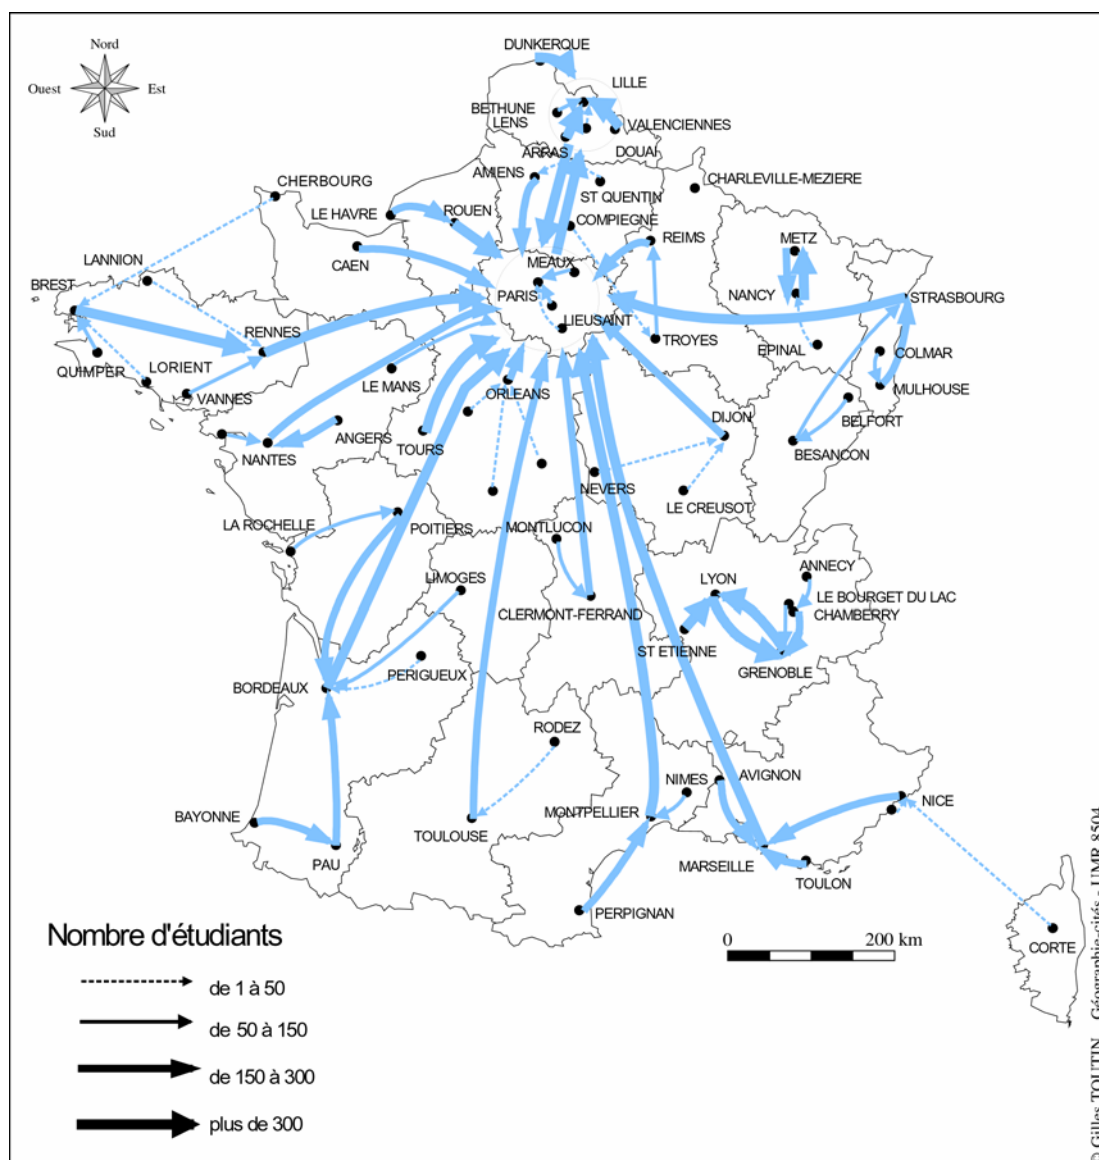 Nord
Ouest
Est
Sud
DUNKERQUE
LILLE
BETHUNE
LENS
VALENCIENNES
ARRAS
DOUAI
AMIENS
CHARLEVILLE-MEZIERE
CHERBOURG
ST QUENTIN
LE HAVRE
ROUEN
COMPIEGNE
REIMS
METZ
LANNION
CAEN
MEAUX
BREST
PARIS
NANCY
STRASBOURG
LIEUSAINT
RENNES
TROYES
EPINAL
COLMAR
QUIMPER
LORIENT
LE MANS
ORLEANS
MULHOUSE
VANNES
DIJON
BELFORT
ANGERS
TOURS
NANTES
BESANCON
NEVERS
LE CREUSOT
LA ROCHELLE
POITIERS
MONTLUCON
ANNECY
LIMOGES
LYON
LE BOURGET DU LAC
CLERMONT-FERRAND
CHAMBERRY
ST ETIENNE
PERIGUEUX
GRENOBLE
BORDEAUX
RODEZ
NIMES
AVIGNON
NICE
BAYONNE
TOULOUSE
MONTPELLIER
PAU
MARSEILLE
TOULON
PERPIGNAN
CORTE
0 200 km
Nombre d'étudiants
de 1 à 50
de 50 à 150
de 150 à 300
plus de 300
© Gilles TOUTIN Géographie-cités - UMR 8504